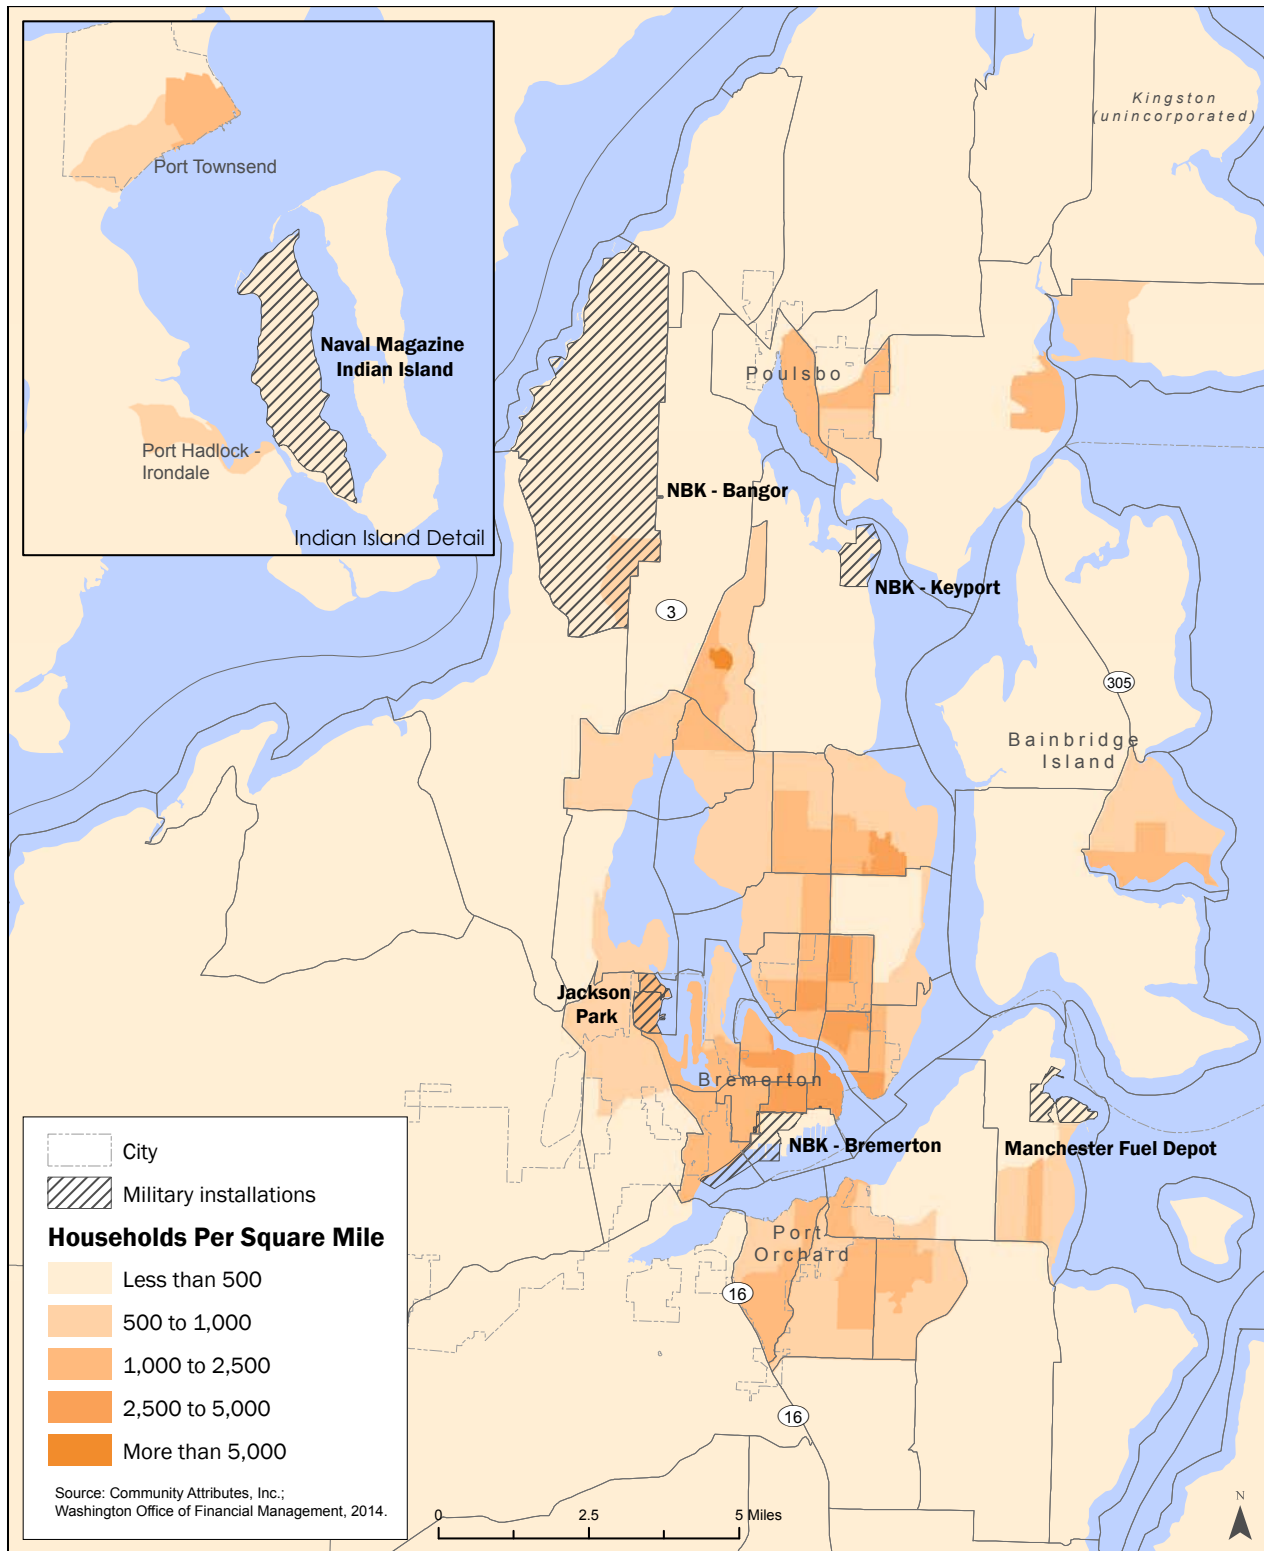 Port Townsend
Naval Magazine
Indian Island
Port Hadlock -
Irondale
Indian Island Detail
Kingston
(unincorporated)
Poulsbo
NBK - Bangor
NBK - Keyport
3
305
Bainbridge
Island
Jackson
Park
Bremerton
NBK - Bremerton
Manchester Fuel Depot
Port
Orchard
16
16
City
Military installations
Households Per Square Mile
Less than 500
500 to 1,000
1,000 to 2,500
2,500 to 5,000
More than 5,000
Source: Community Attributes, Inc.;
Washington Office of Financial Management, 2014.
0 2.5 5 Miles
N